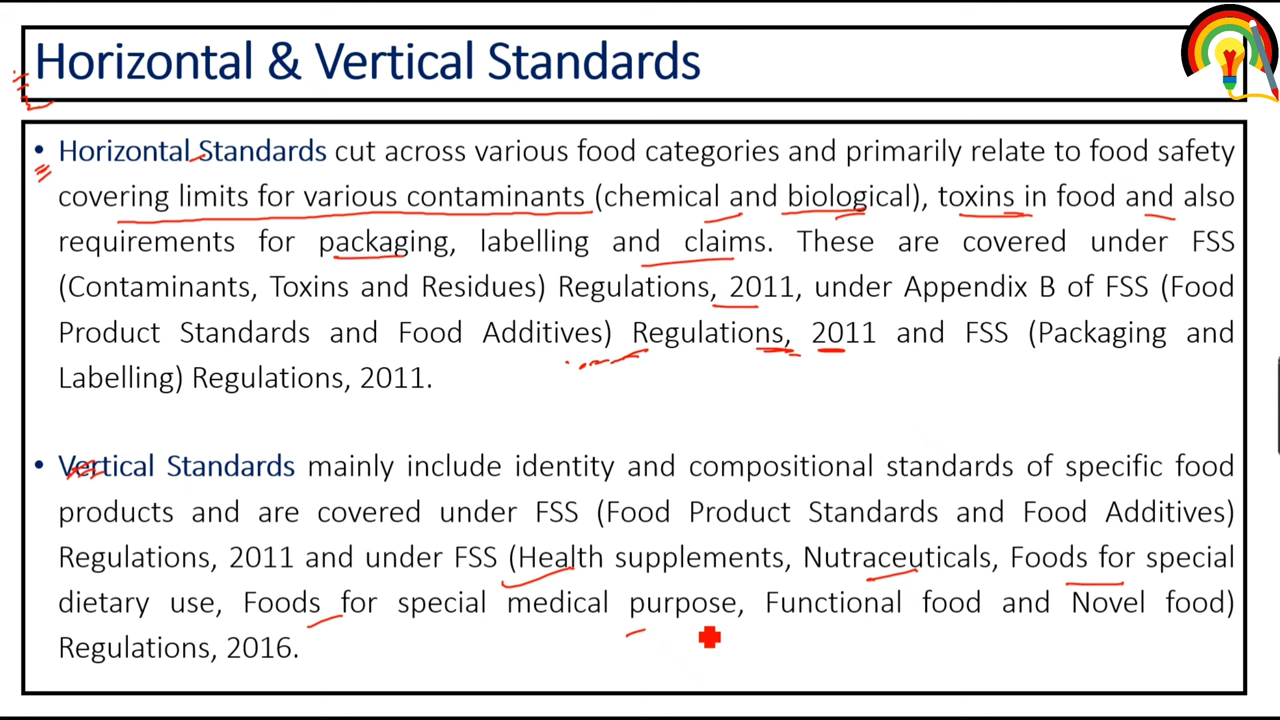 Horizontal & Vertical Standards
• Horizontal Standards cut across various food categories and primarily relate to food safety
covering limits for various contaminants (chemical and biological), toxins in food and also
requirements for packaging, labelling and claims. These are covered under FSS
(Contaminants, Toxins and Residues) Regulations, 2011, under Appendix B of FSS (Food
Product Standards and Food Additives) Regulations, 2011 and FSS (Packaging and
Labelling) Regulations, 2011.
• Vertical Standards mainly include identity and compositional standards of specific food
products and are covered under FSS (Food Product Standards and Food Additives)
Regulations, 2011 and under FSS (Health supplements, Nutraceuticals, Foods for special
dietary use, Foods for special medical purpose, Functional food and Novel food)
Regulations, 2016.